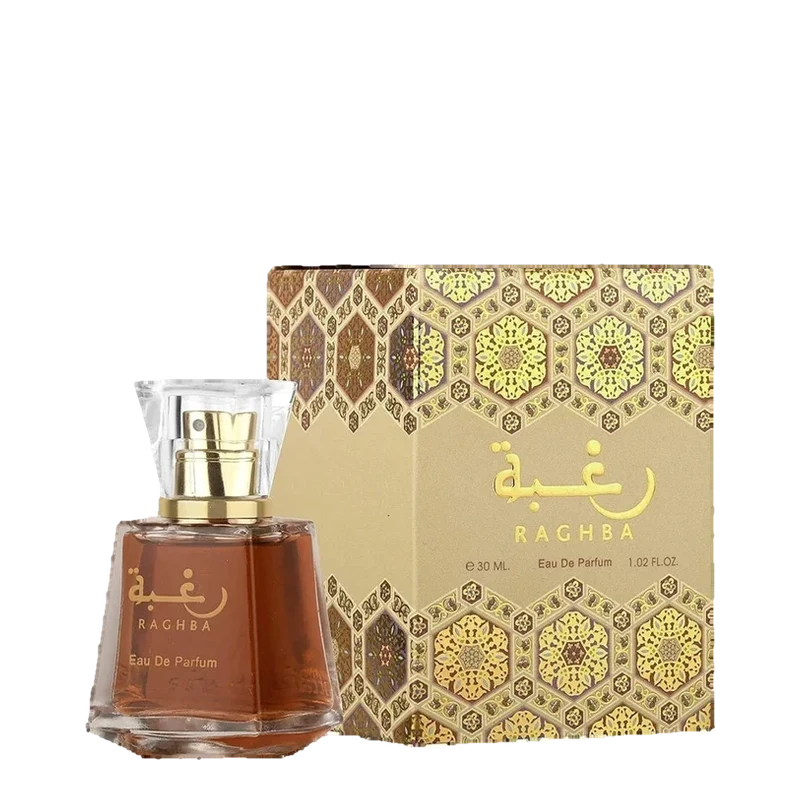 رغبة
RAGHBA
Eau De Parfum
رغبة
RAGHBA
℮ 30 ML. Eau De Parfum 1.02 FL.OZ.